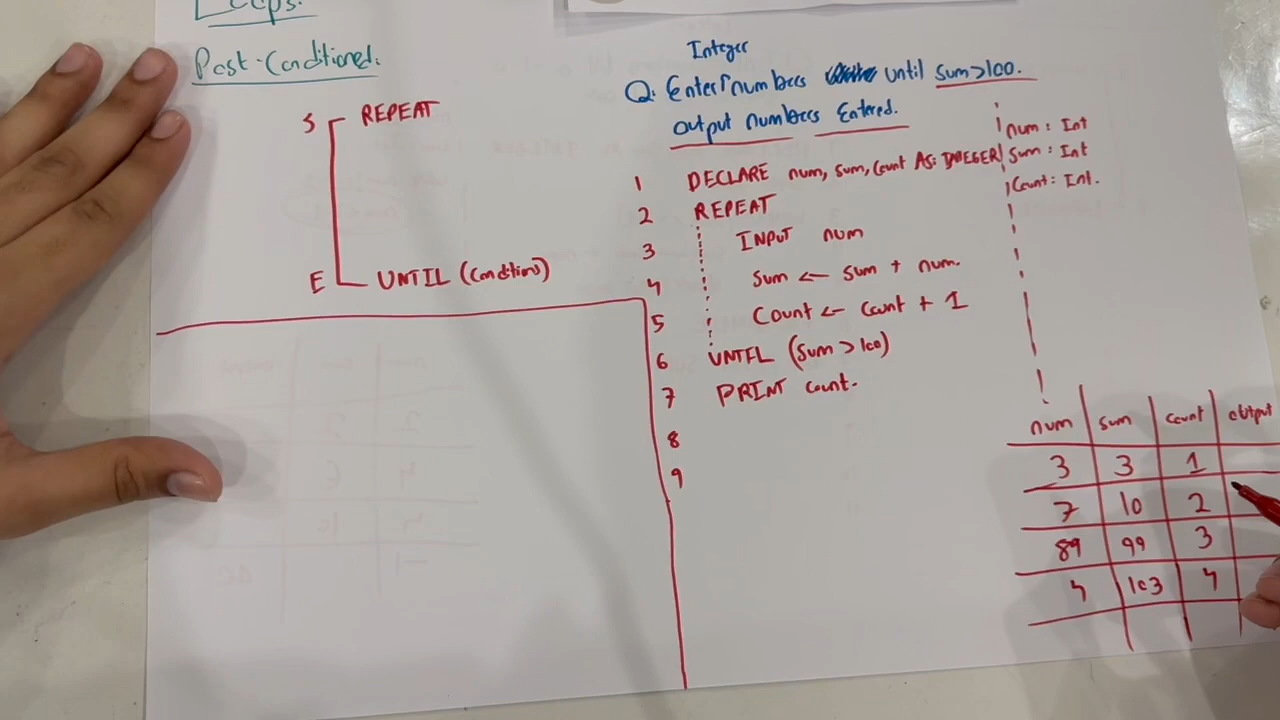 Loops.
Post-Conditioned.
S REPEAT
E UNTIL (Conditions)
Integer
Q: Enter numbers until sum>100.
output numbers Entered.
num : Int
Sum : Int
Count : Int.
1 DECLARE num, sum, Count AS: INTEGER
2 REPEAT
3 INPUT num
4 Sum ← sum + num.
5 Count ← count + 1
6 UNTIL (Sum > 100)
7 PRINT count.
8
9
num sum count output
3 3 1
7 10 2
89 99 3
4 103 4